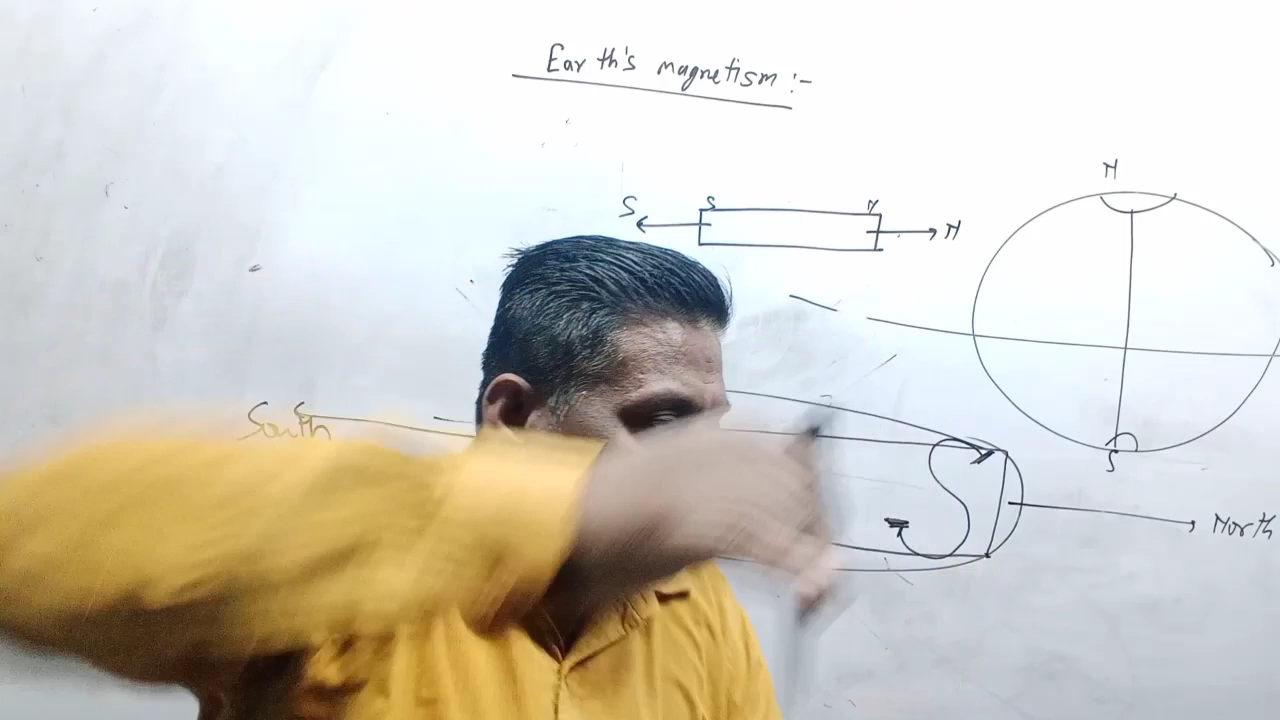 Earth's magnetism :-
N
S S N N
S
South
S
North